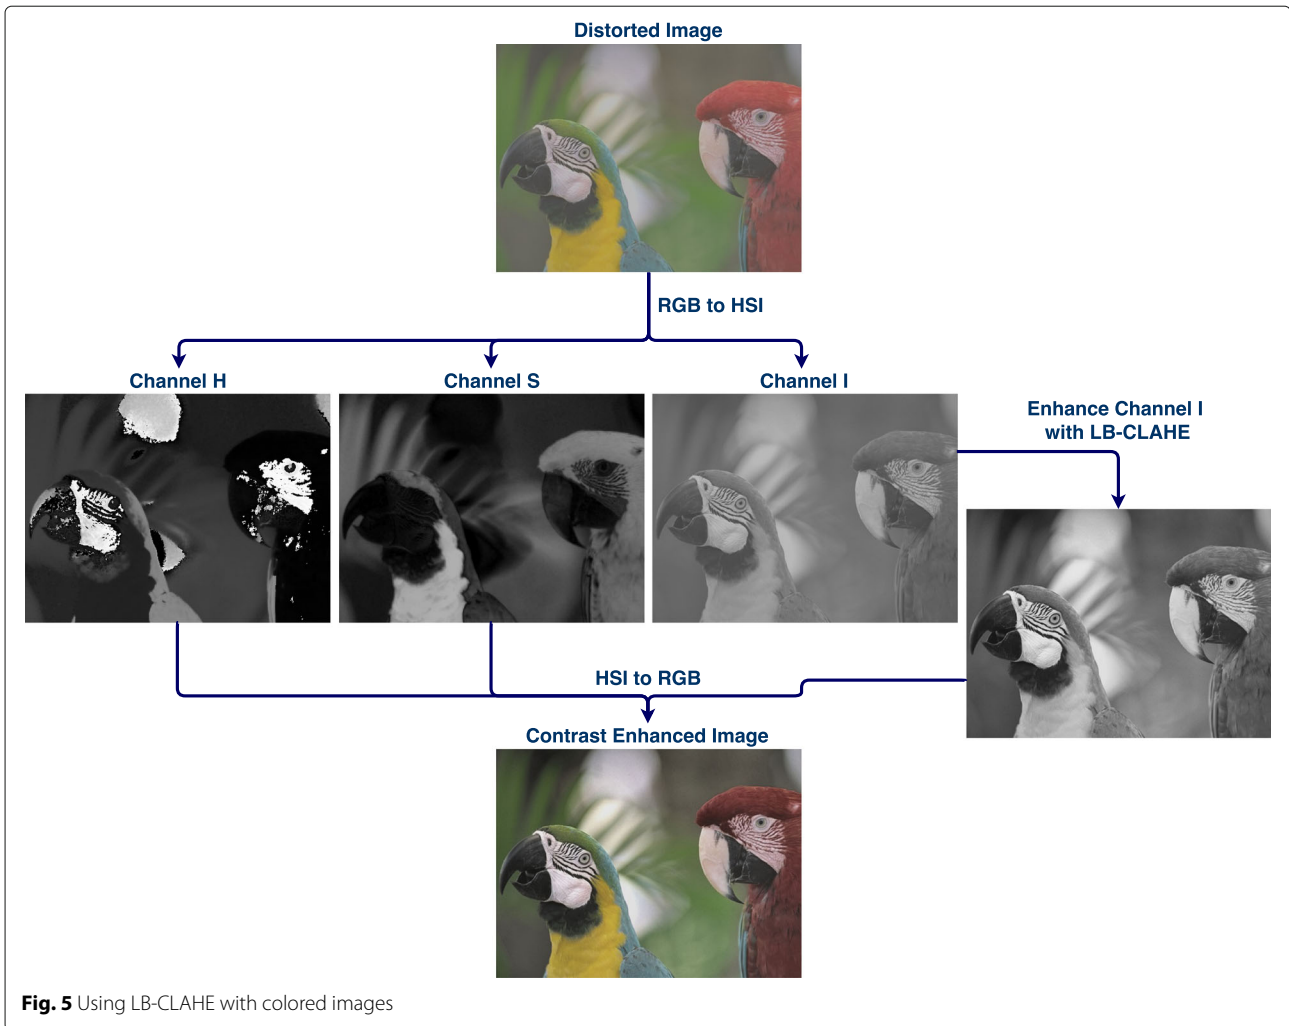 Distorted Image
RGB to HSI
Channel H
Channel S
Channel I
Enhance Channel I
with LB-CLAHE
HSI to RGB
Contrast Enhanced Image
Fig. 5 Using LB-CLAHE with colored images